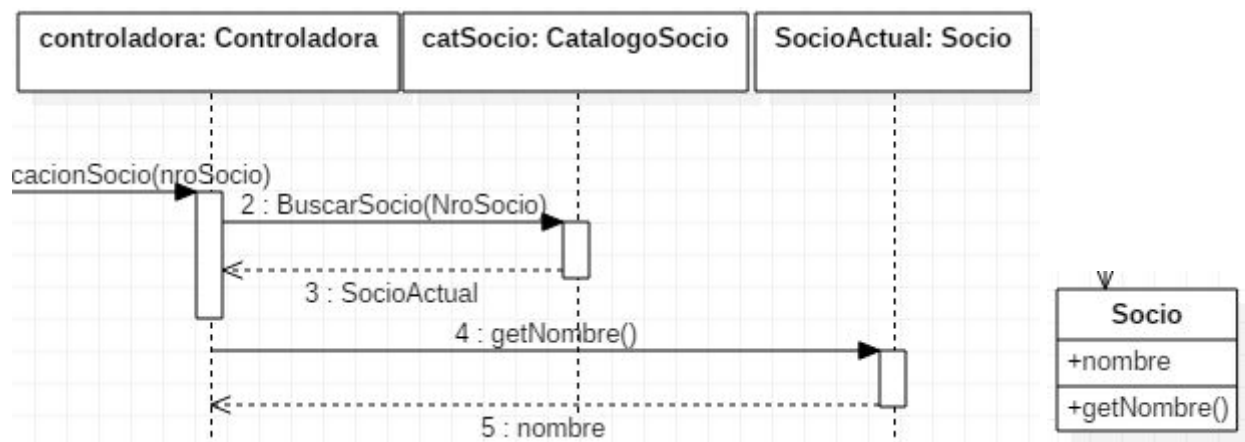 controladora: Controladora
catSocio: CatalogoSocio
SocioActual: Socio
cacionSocio(nroSocio)
2 : BuscarSocio(NroSocio)
3 : SocioActual
4 : getNombre()
5 : nombre
Socio
+nombre
+getNombre()